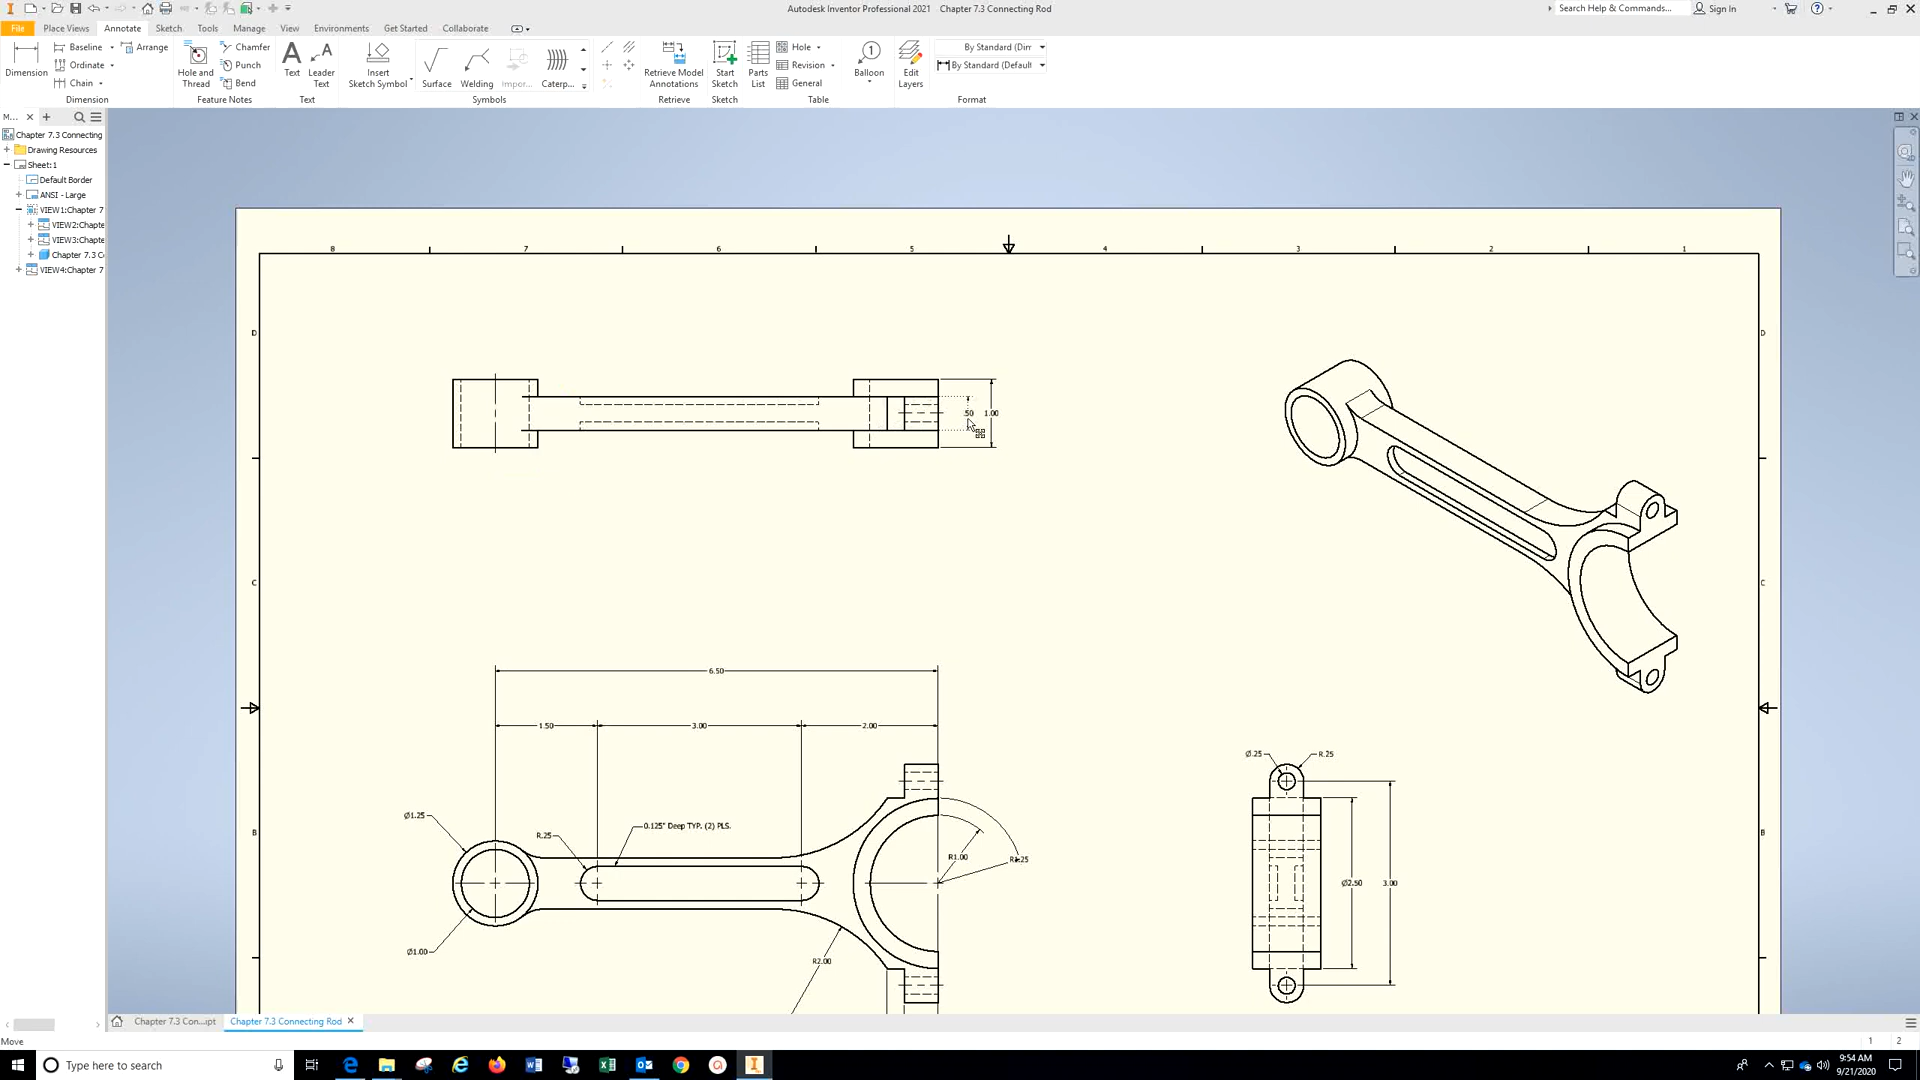 Autodesk Inventor Professional 2021 Chapter 7.3 Connecting Rod
Search Help & Commands...
Sign In
File
Place Views
Annotate
Sketch
Tools
Manage
View
Environments
Get Started
Collaborate
Dimension
Baseline
Ordinate
Chain
Arrange
Hole and Thread
Chamfer
Punch
Bend
Text
Leader Text
Insert Sketch Symbol
Surface
Welding
Impor...
Caterp...
Retrieve Model Annotations
Start Sketch
Parts List
Hole
Revision
General
Balloon
Edit Layers
By Standard (Dim
By Standard (Default
Dimension
Feature Notes
Text
Symbols
Retrieve
Sketch
Table
Format
M...
Chapter 7.3 Connecting
Drawing Resources
Sheet:1
Default Border
ANSI - Large
VIEW1:Chapter 7
VIEW2:Chapte
VIEW3:Chapte
Chapter 7.3 C
VIEW4:Chapter 7
8 7 6 5 4 3 2 1
D D
.50 1.00
C C
6.50
1.50 3.00 2.00
Ø.25 R.25
Ø1.25
R.25
0.125" Deep TYP. (2) PLS.
B B
R1.00
Ø2.50 3.00
Ø1.00
R2.00
Chapter 7.3 Con...ipt
Chapter 7.3 Connecting Rod
Move
1 2
Type here to search
9:54 AM
9/21/2020